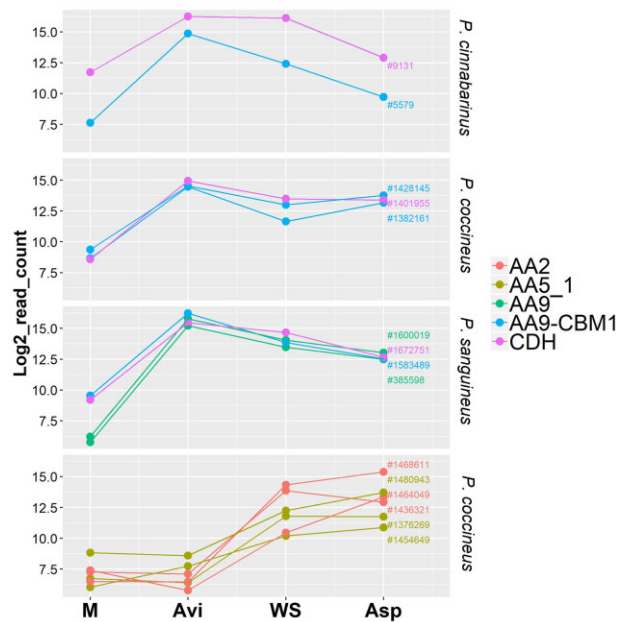 Log2_read_count
15.0
12.5
10.0
7.5
#9131
#5579
P. cinnabarinus
15.0
12.5
10.0
7.5
#1428145
#1401955
#1382161
P. coccineus
15.0
12.5
10.0
7.5
5.0
#1600019
#1672751
#1583489
#385598
P. sanguineus
15.0
12.5
10.0
7.5
#1468611
#1480943
#1464049
#1436321
#1376269
#1454649
P. coccineus
M Avi WS Asp
AA2
AA5_1
AA9
AA9-CBM1
CDH